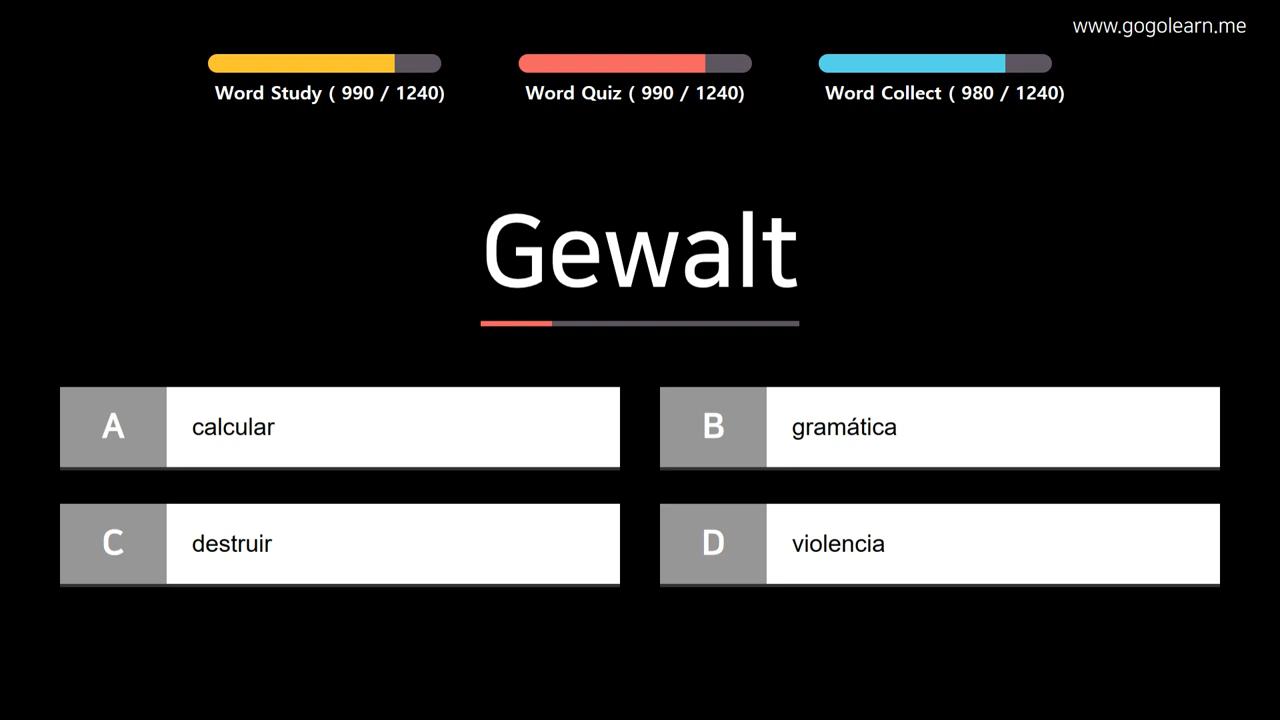 www.gogolearn.me
Word Study ( 990 / 1240)
Word Quiz ( 990 / 1240)
Word Collect ( 980 / 1240)
Gewalt
A
calcular
B
gramática
C
destruir
D
violencia